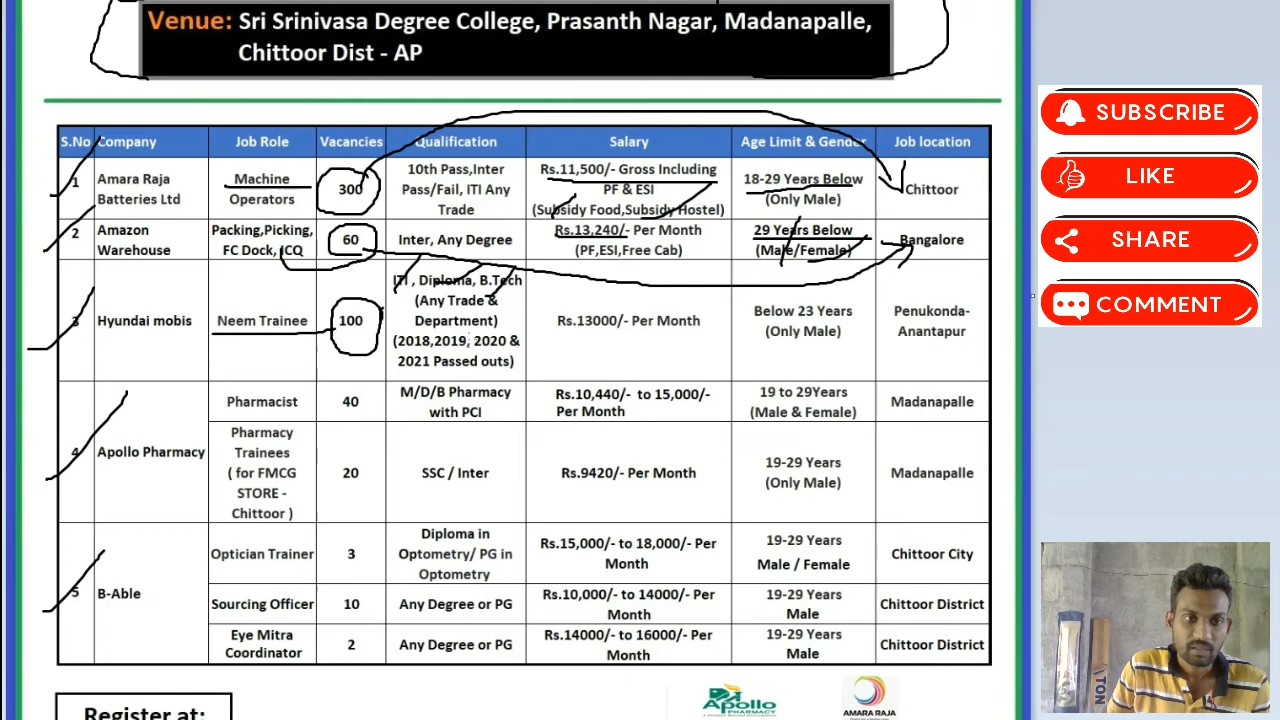 Venue: Sri Srinivasa Degree College, Prasanth Nagar, Madanapalle,
Chittoor Dist - AP
S.No Company Job Role Vacancies Qualification Salary Age Limit & Gender Job location
1 Amara Raja Batteries Ltd Machine Operators 300 10th Pass,Inter Pass/Fail, ITI Any Trade Rs.11,500/- Gross Including PF & ESI (Subsidy Food,Subsidy Hostel) 18-29 Years Below (Only Male) Chittoor
2 Amazon Warehouse Packing,Picking, FC Dock, ICQ 60 Inter, Any Degree Rs.13,240/- Per Month (PF,ESI,Free Cab) 29 Years Below (Male/Female) Bangalore
3 Hyundai mobis Neem Trainee 100 ITI , Diploma, B.Tech (Any Trade & Department) (2018,2019, 2020 & 2021 Passed outs) Rs.13000/- Per Month Below 23 Years (Only Male) Penukonda- Anantapur
4 Apollo Pharmacy Pharmacist 40 M/D/B Pharmacy with PCI Rs.10,440/- to 15,000/- Per Month 19 to 29Years (Male & Female) Madanapalle
Pharmacy Trainees ( for FMCG STORE - Chittoor ) 20 SSC / Inter Rs.9420/- Per Month 19-29 Years (Only Male) Madanapalle
5 B-Able Optician Trainer 3 Diploma in Optometry/ PG in Optometry Rs.15,000/- to 18,000/- Per Month 19-29 Years Male / Female Chittoor City
Sourcing Officer 10 Any Degree or PG Rs.10,000/- to 14000/- Per Month 19-29 Years Male Chittoor District
Eye Mitra Coordinator 2 Any Degree or PG Rs.14000/- to 16000/- Per Month 19-29 Years Male Chittoor District
Register at:
Apollo
PHARMACY
AMARA RAJA
SUBSCRIBE
LIKE
SHARE
COMMENT
TON